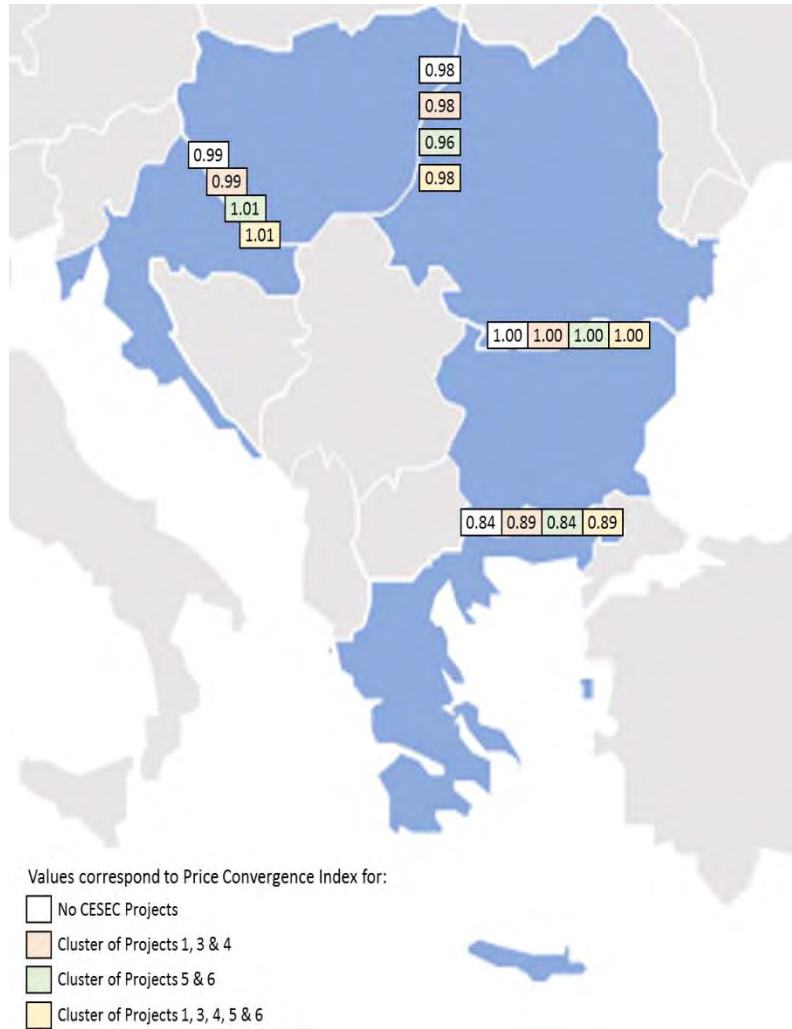 0.98
0.98
0.96
0.98
0.99
0.99
1.01
1.01
1.00 1.00 1.00 1.00
0.84 0.89 0.84 0.89
Values correspond to Price Convergence Index for:
No CESEC Projects
Cluster of Projects 1, 3 & 4
Cluster of Projects 5 & 6
Cluster of Projects 1, 3, 4, 5 & 6